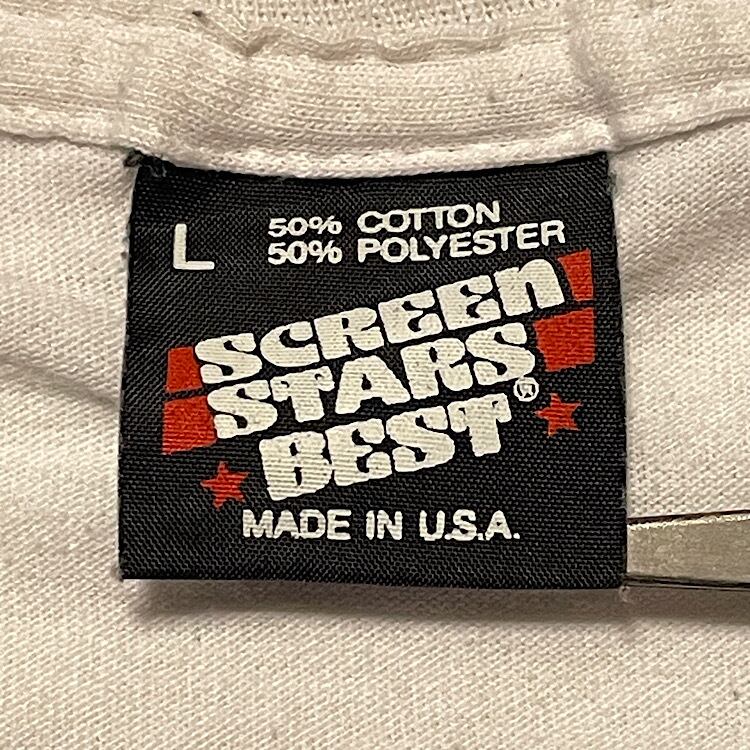 L
50% COTTON
50% POLYESTER
SCREEN
STARS
BEST®
MADE IN U.S.A.